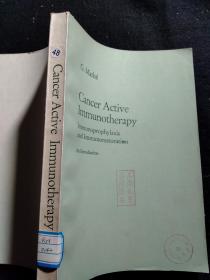 G. Mathé
Cancer Active
Immunotherapy
Immunoprophylaxis
and Immunorestoration
An Introduction
48
Cancer Active Immunotherapy